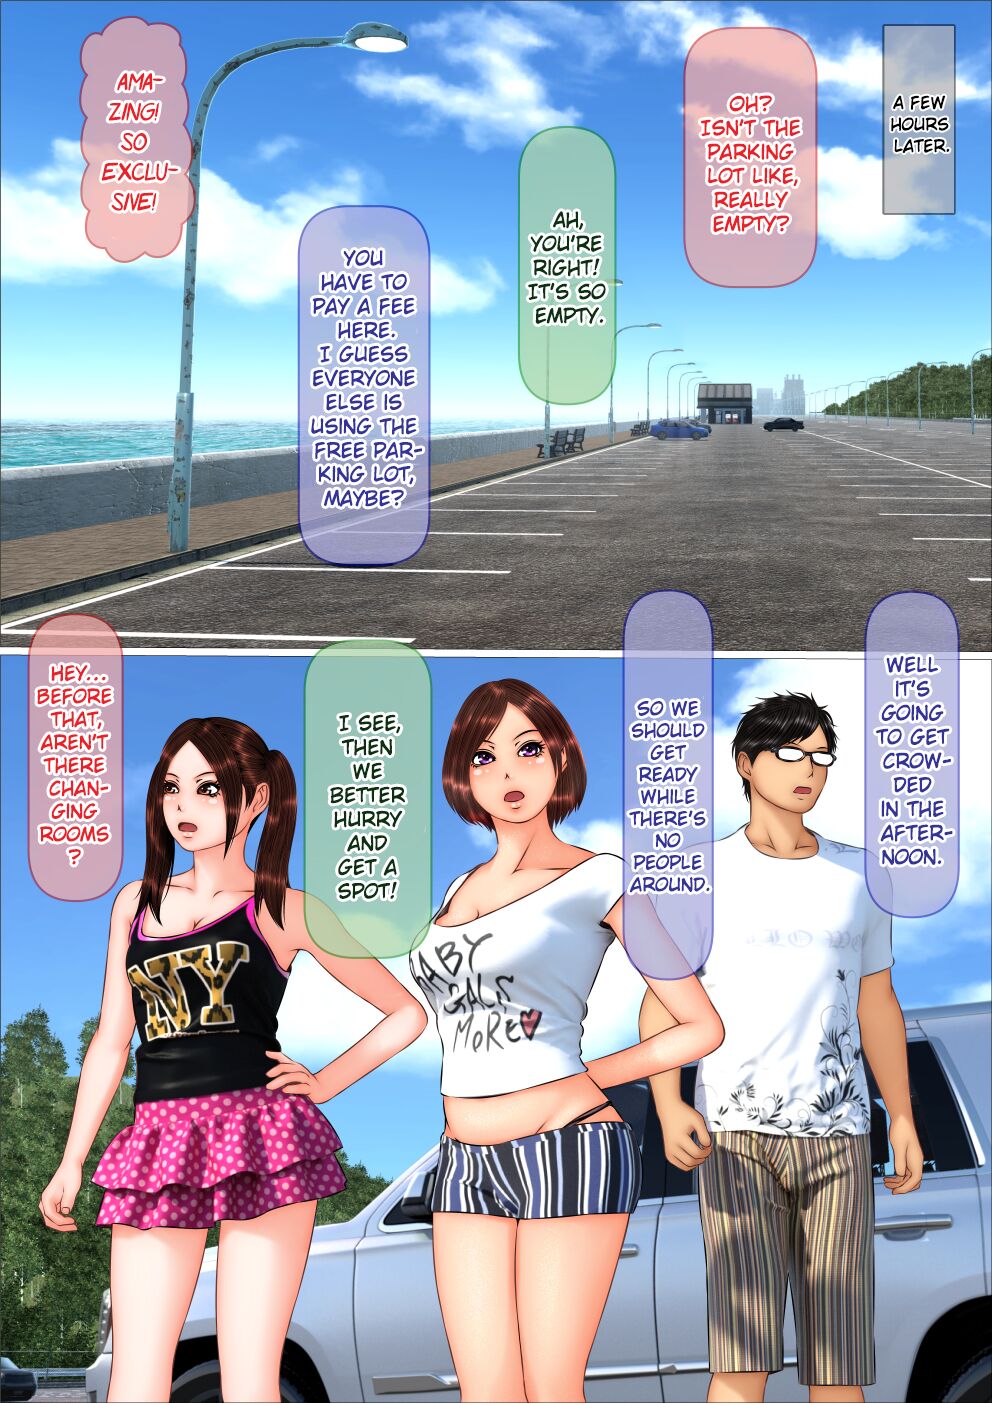 A FEW
HOURS
LATER.
OH?
ISN'T THE
PARKING
LOT LIKE,
REALLY
EMPTY?
AH,
YOU'RE
RIGHT!
IT'S SO
EMPTY.
YOU
HAVE TO
PAY A FEE
HERE.
I GUESS
EVERYONE
ELSE IS
USING THE
FREE PAR-
KING LOT,
MAYBE?
AMA-
ZING!
SO
EXCLU-
SIVE!
WELL
IT'S
GOING
TO GET
CROW-
DED
IN THE
AFTER-
NOON.
SO WE
SHOULD
GET
READY
WHILE
THERE'S
NO
PEOPLE
AROUND.
I SEE,
THEN
WE
BETTER
HURRY
AND
GET A
SPOT!
HEY...
BEFORE
THAT,
AREN'T
THERE
CHAN-
GING
ROOMS
?
NY
BABY
GALS
MORE